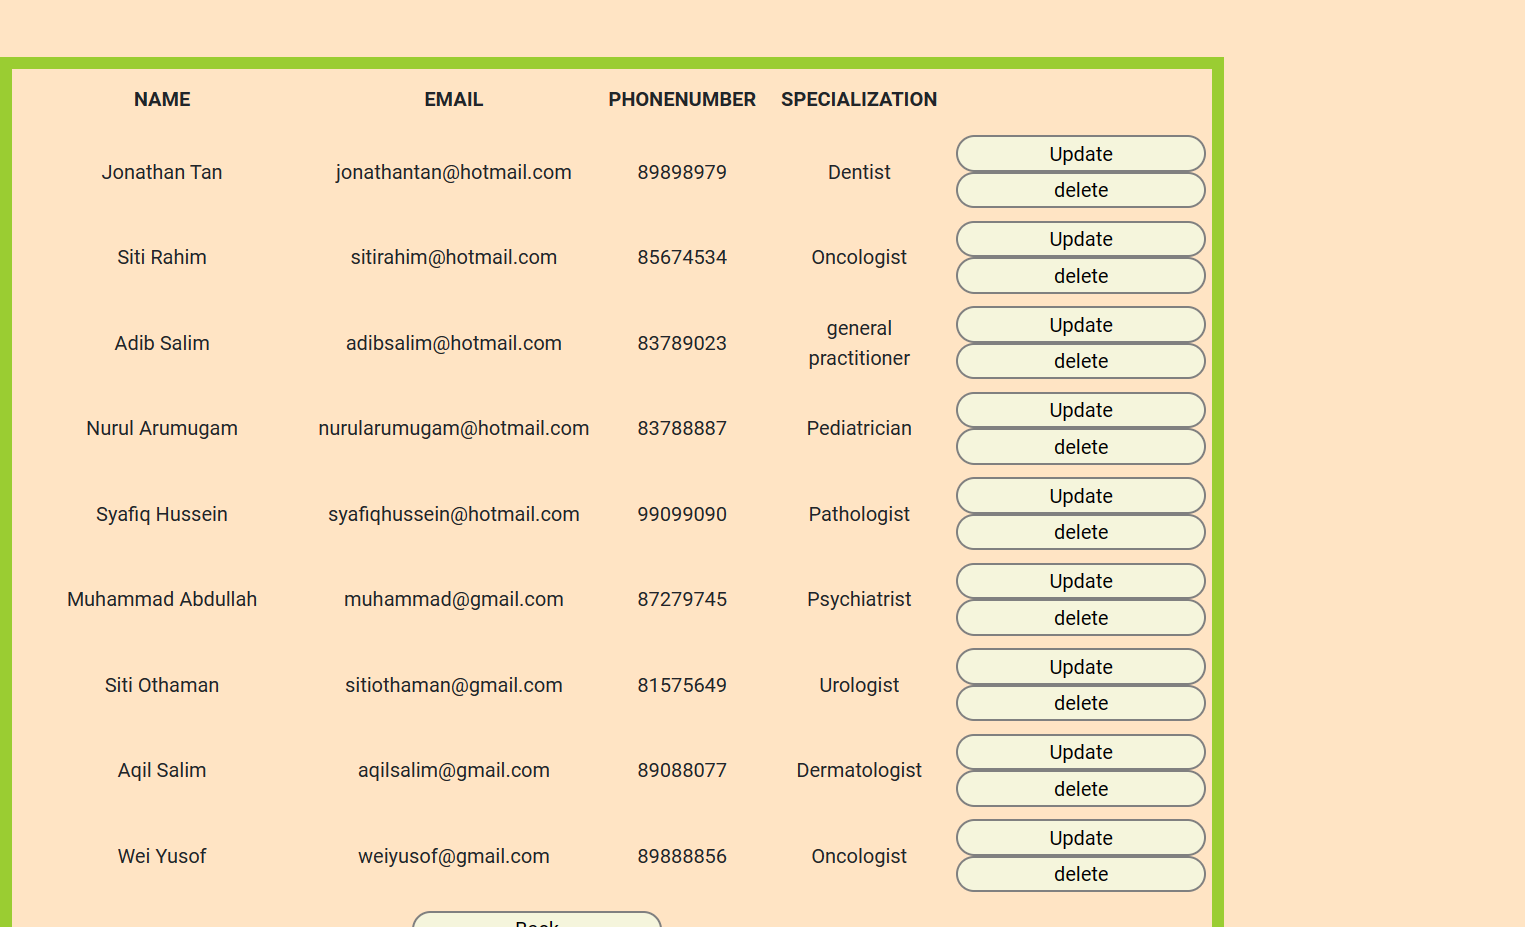 NAME EMAIL PHONENUMBER SPECIALIZATION
Jonathan Tan jonathantan@hotmail.com 89898979 Dentist Update
delete
Siti Rahim sitirahim@hotmail.com 85674534 Oncologist Update
delete
Adib Salim adibsalim@hotmail.com 83789023 general practitioner Update
delete
Nurul Arumugam nurularumugam@hotmail.com 83788887 Pediatrician Update
delete
Syafiq Hussein syafiqhussein@hotmail.com 99099090 Pathologist Update
delete
Muhammad Abdullah muhammad@gmail.com 87279745 Psychiatrist Update
delete
Siti Othaman sitiothaman@gmail.com 81575649 Urologist Update
delete
Aqil Salim aqilsalim@gmail.com 89088077 Dermatologist Update
delete
Wei Yusof weiyusof@gmail.com 89888856 Oncologist Update
delete
Back